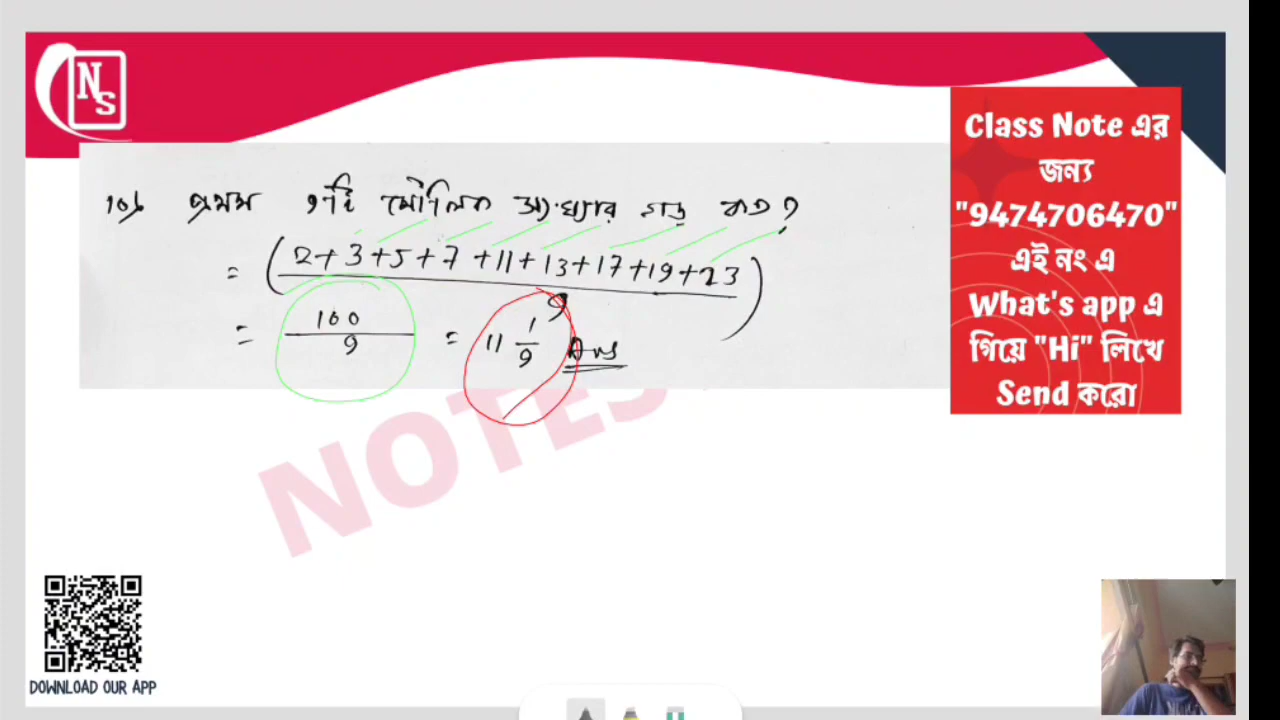 NS
১০) প্রথম ৯টি মৌলিক সংখ্যার গড় কত?
= ( 2+3+5+7+11+13+17+19+23 / 9 )
= 100/9 = 11 1/9 Ans
NOTES
Class Note এর
জন্য
"9474706470"
এই নং এ
What's app এ
গিয়ে "Hi" লিখে
Send করো
DOWNLOAD OUR APP